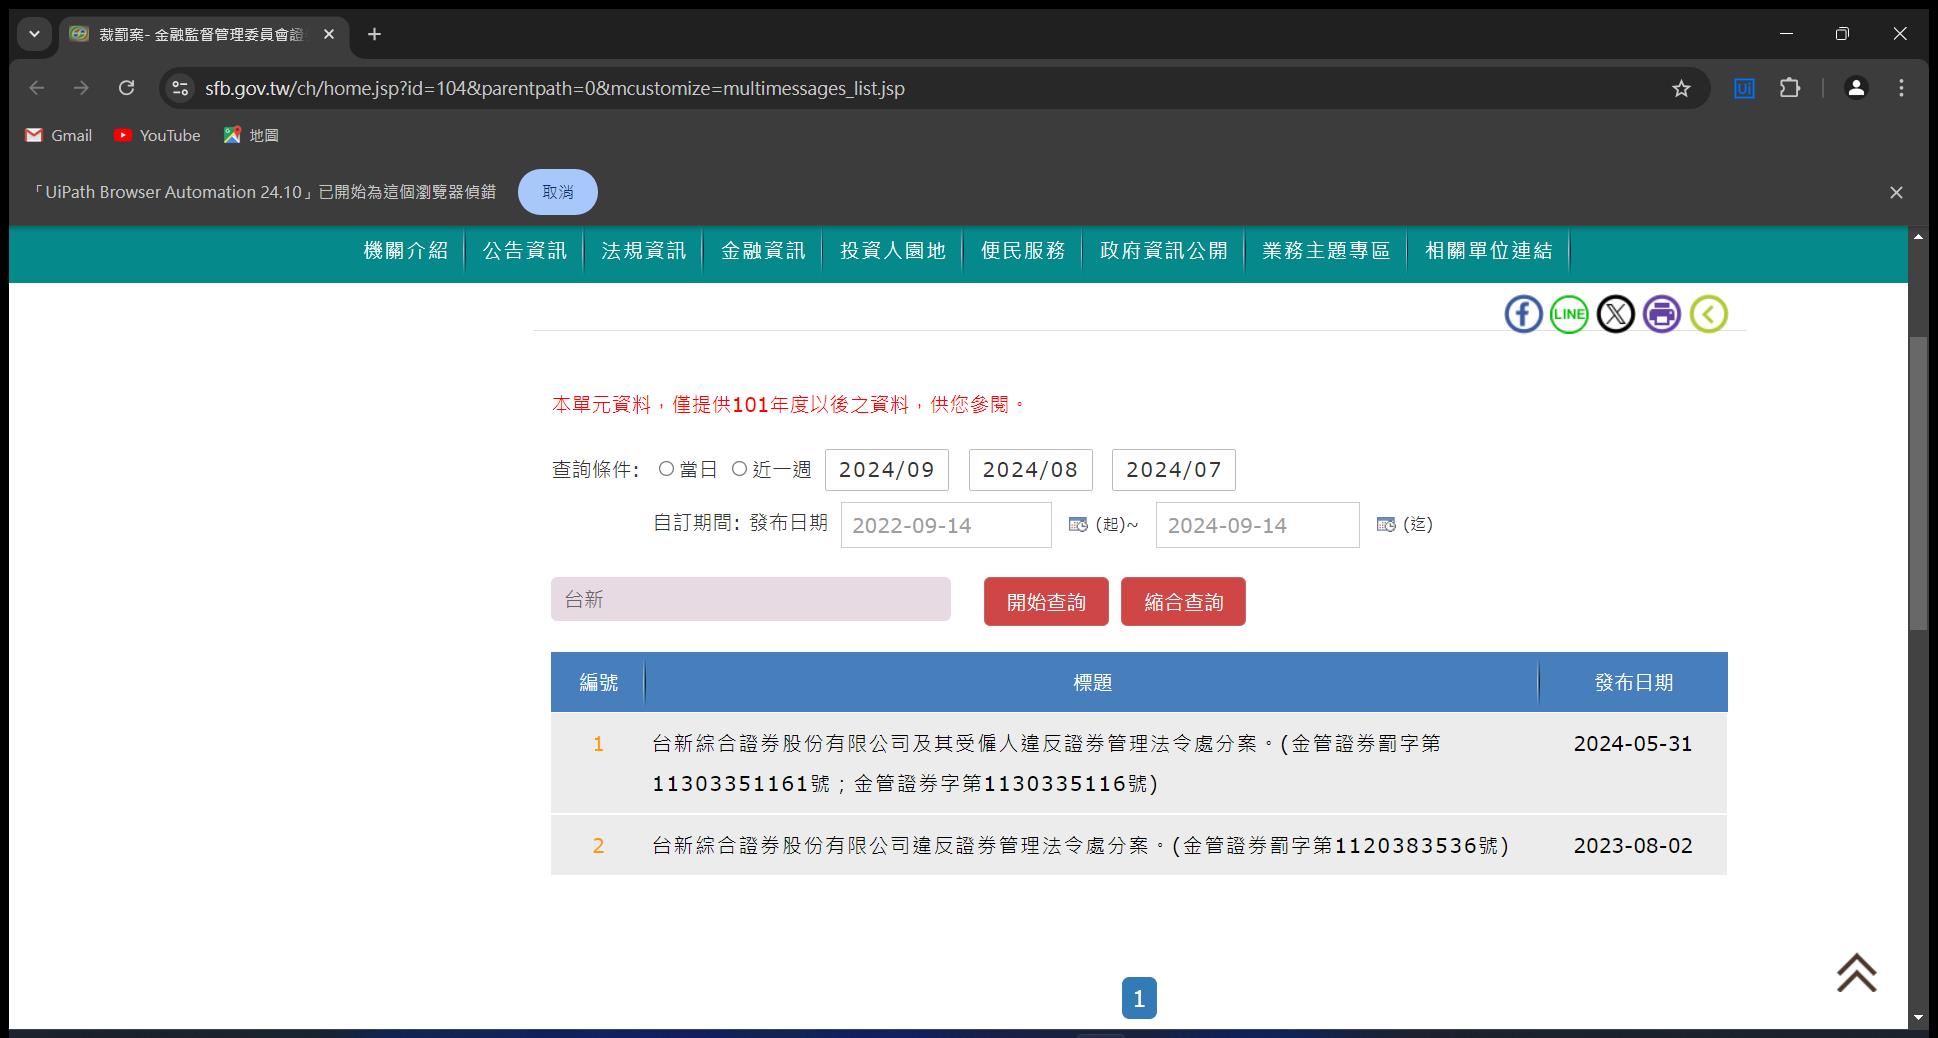 裁罰案- 金融監督管理委員會證
sfb.gov.tw/ch/home.jsp?id=104&parentpath=0&mcustomize=multimessages_list.jsp
Ui
Gmail YouTube 地圖
「UiPath Browser Automation 24.10」已開始為這個瀏覽器偵錯 取消
機關介紹 公告資訊 法規資訊 金融資訊 投資人園地 便民服務 政府資訊公開 業務主題專區 相關單位連結
LINE
本單元資料，僅提供101年度以後之資料，供您參閱。
查詢條件: 當日 近一週 2024/09 2024/08 2024/07
自訂期間: 發布日期 2022-09-14 (起)~ 2024-09-14 (迄)
台新 開始查詢 縮合查詢
編號 標題 發布日期
1 台新綜合證券股份有限公司及其受僱人違反證券管理法令處分案。(金管證券罰字第 2024-05-31
11303351161號；金管證券字第1130335116號)
2 台新綜合證券股份有限公司違反證券管理法令處分案。(金管證券罰字第1120383536號) 2023-08-02
1